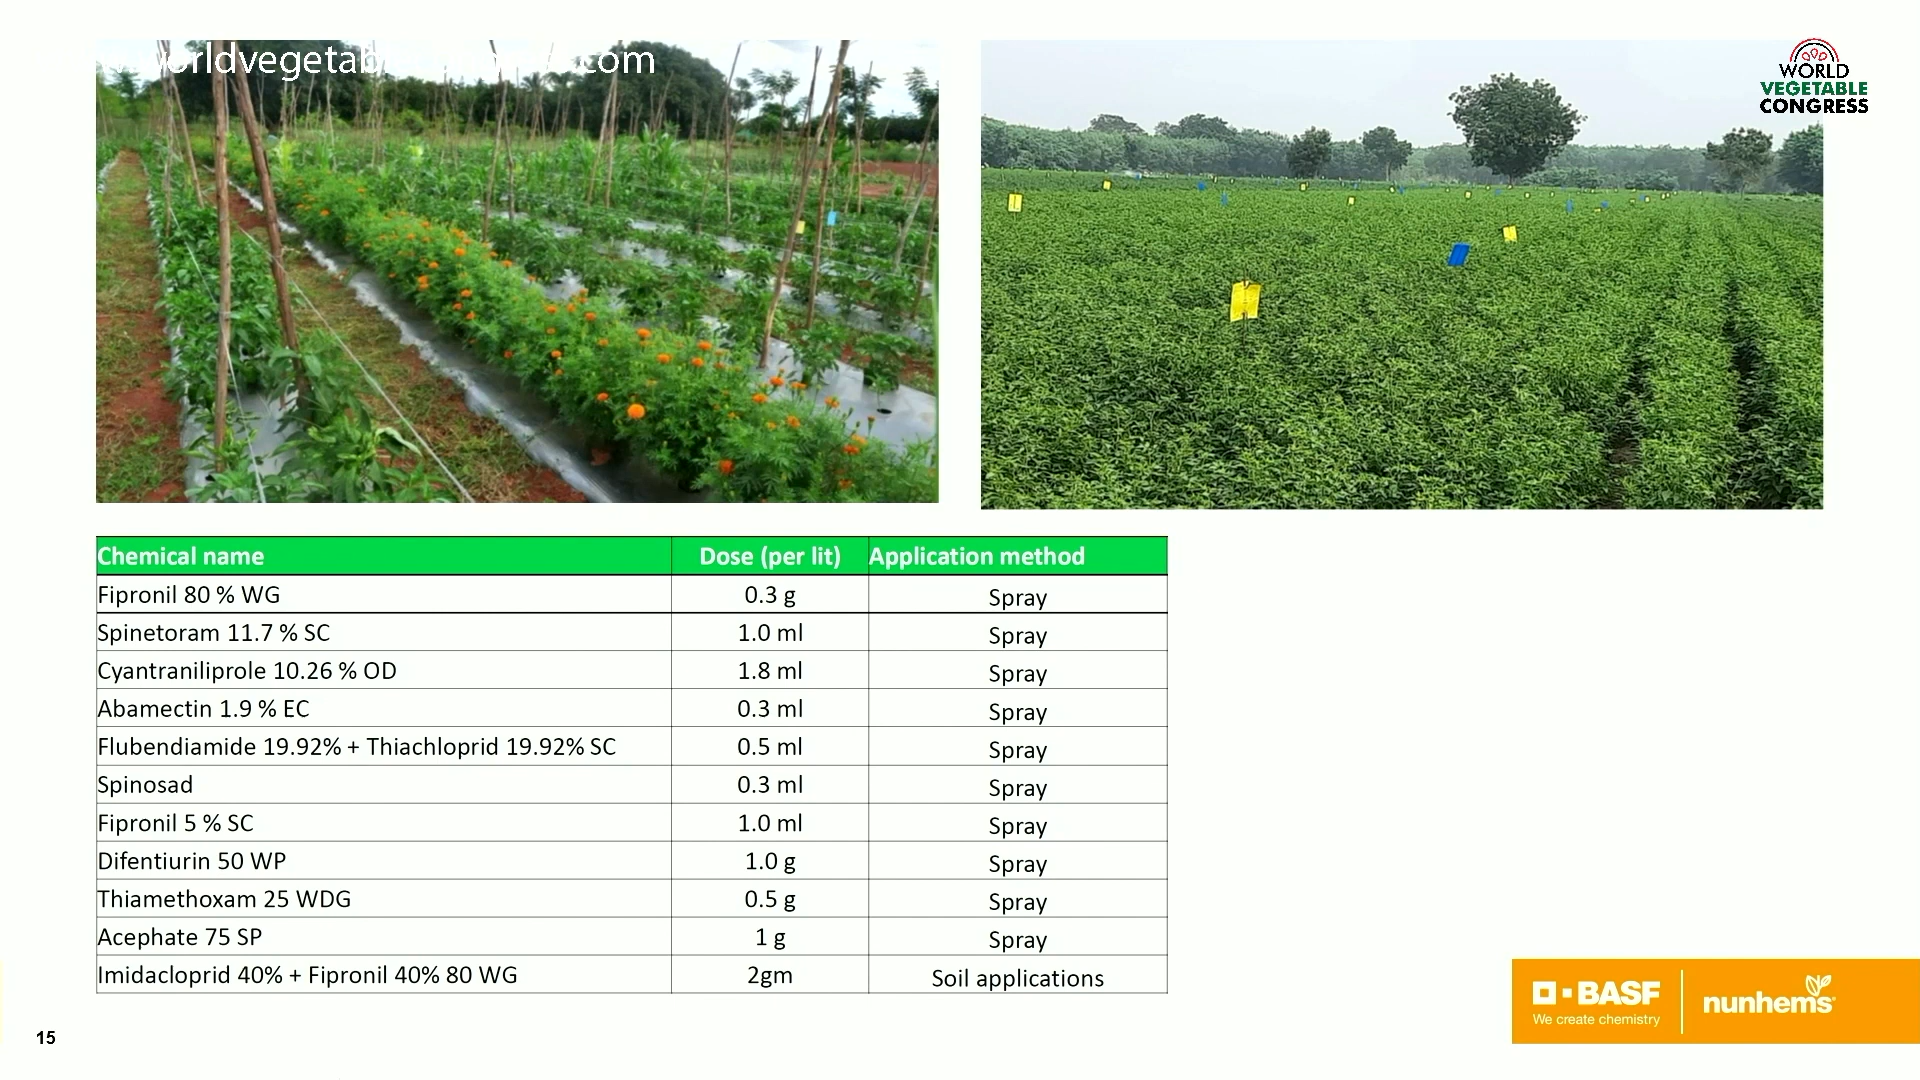 WORLD
VEGETABLE
CONGRESS
Chemical name Dose (per lit) Application method
Fipronil 80 % WG 0.3 g Spray
Spinetoram 11.7 % SC 1.0 ml Spray
Cyantraniliprole 10.26 % OD 1.8 ml Spray
Abamectin 1.9 % EC 0.3 ml Spray
Flubendiamide 19.92% + Thiachloprid 19.92% SC 0.5 ml Spray
Spinosad 0.3 ml Spray
Fipronil 5 % SC 1.0 ml Spray
Difentiurin 50 WP 1.0 g Spray
Thiamethoxam 25 WDG 0.5 g Spray
Acephate 75 SP 1 g Spray
Imidacloprid 40% + Fipronil 40% 80 WG 2gm Soil applications
BASF
We create chemistry
nunhems
15